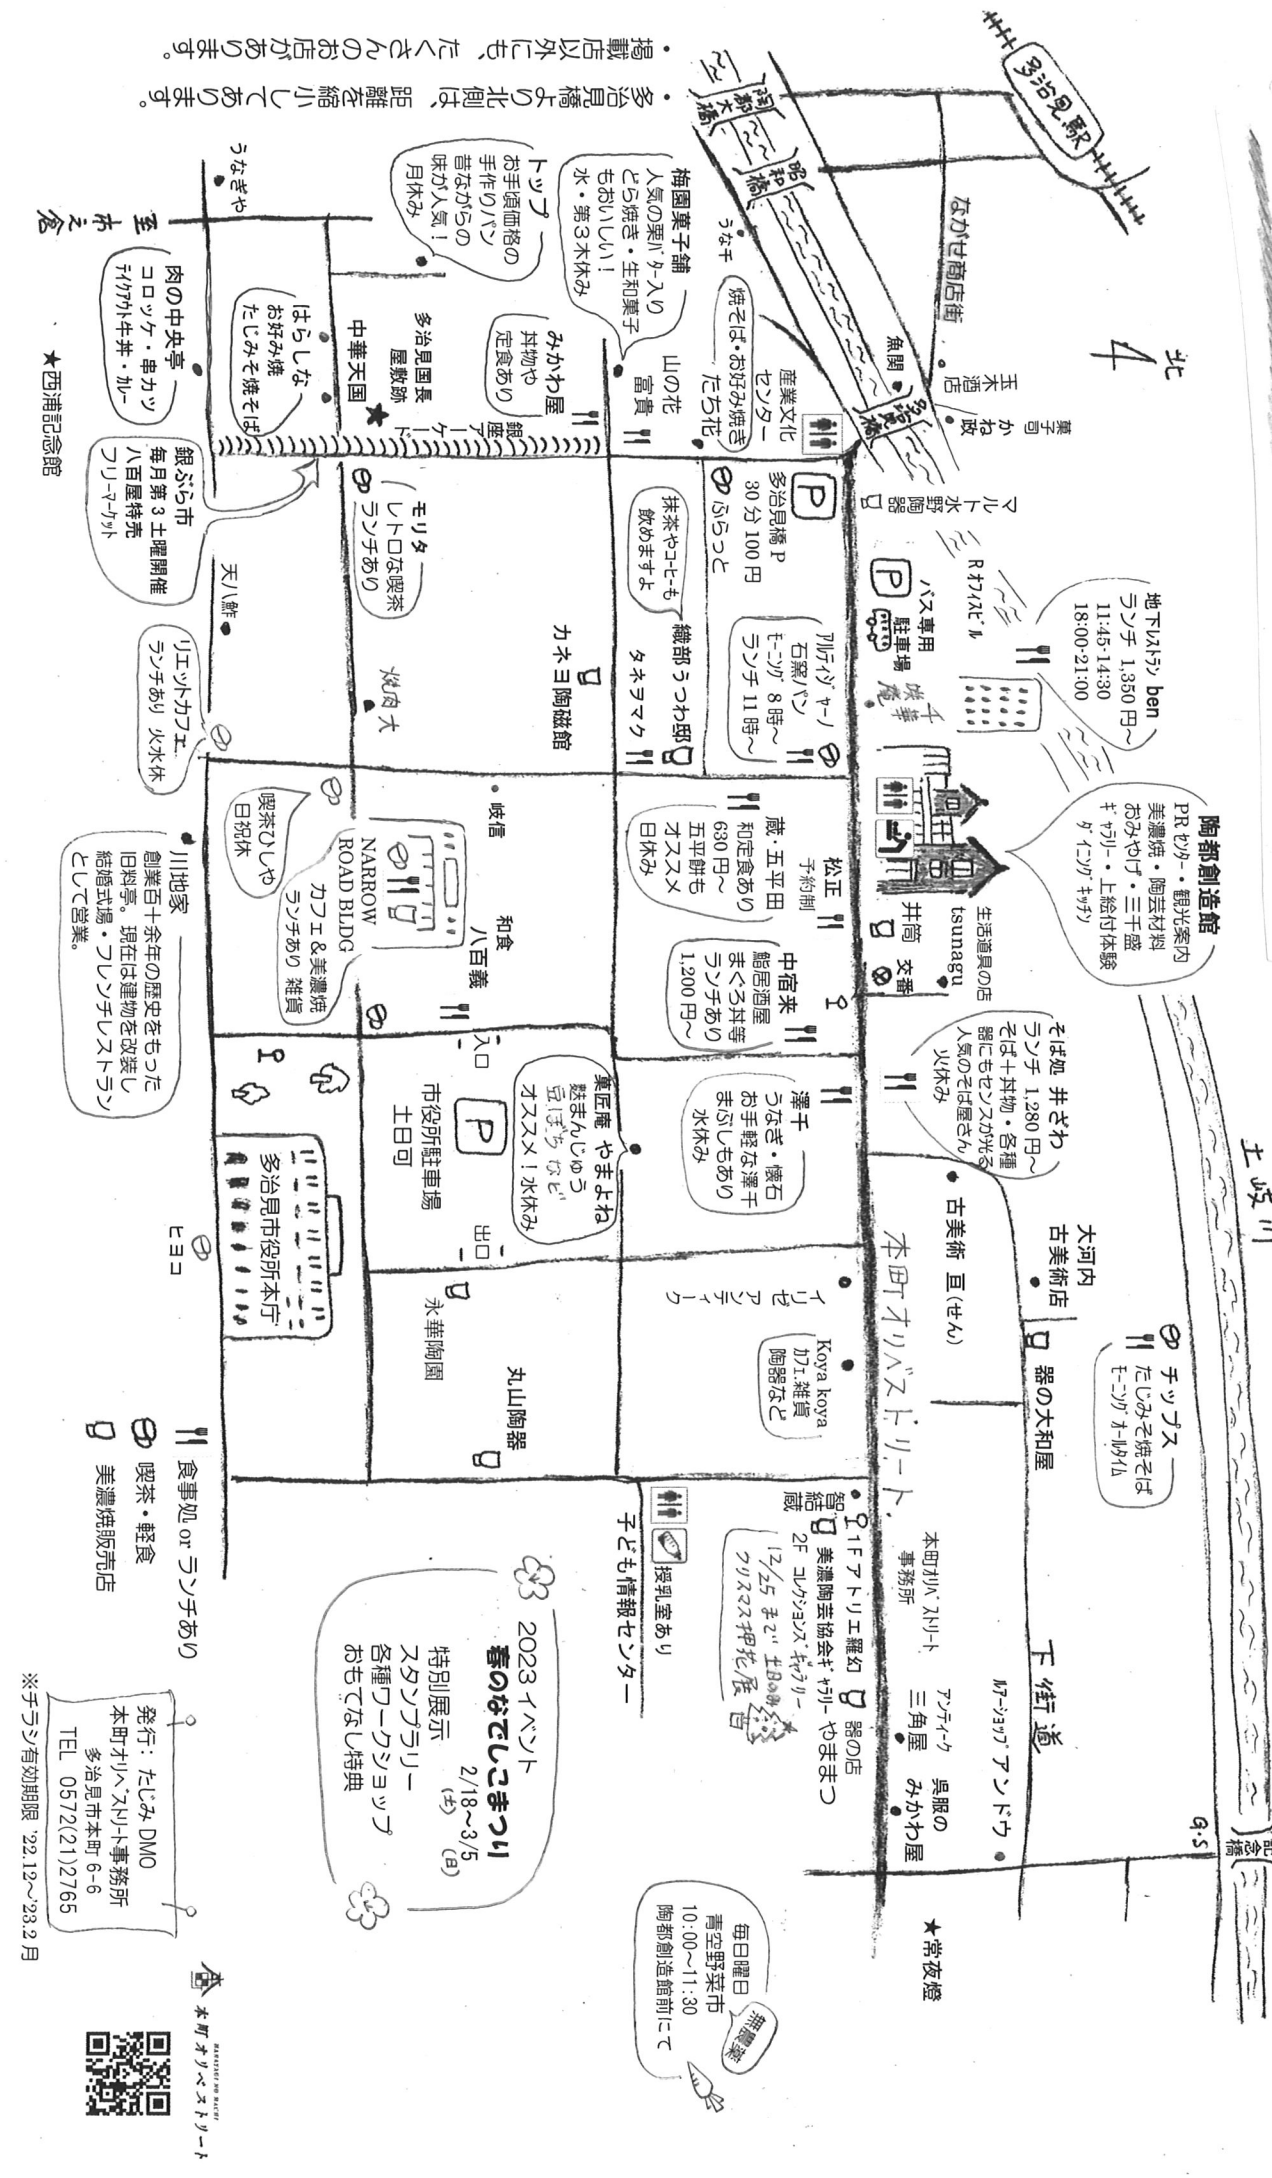 ・掲載店以外にも、たくさんのお店があります。
・多治見橋より北側は、距離を縮小してあります。
多治見駅
北
陶都大橋
昭和橋
多治見橋
ながせ商店街
玉木酒店
菓子司 かね政
魚関
うな千
うなぎや
至 市之倉
トップ
お手頃価格の
手作りパン
昔ながらの
味が人気！
月休み
梅園菓子舗
人気の栗バター入り
どら焼き・生和菓子
もおいしい！
水・第3木休み
焼そば・お好み焼き
たち花
産業文化
センター
山の花
富貴
みかわ屋
丼物や
定食あり
多治見国長
屋敷跡
中華天国
はらしな
お好み焼
たじみそ焼そば
肉の中央亭
コロッケ・串カツ
テイクアウト牛丼・カレー
★西浦記念館
銀座アーケード
銀ぶら市
毎月第3土曜開催
八百屋特売
フリーマーケット
モリタ
レトロな喫茶
ランチあり
天八鮓
リエットカフェ
ランチあり 火水休
焼肉大
カネヨ陶磁館
抹茶やコーヒーも
飲めますよ
織部うつわ邸
タネヲマク
P
多治見橋P
30分100円
ふらっと
アルティジャーノ
石窯パン
モーニング 8時～
ランチ11時～
マルト水野陶器
P
バス専用
駐車場
Rオフィスビル
地下レストラン ben
ランチ 1,350円～
11:45-14:30
18:00-21:00
千華庵
陶都創造館
PRセンター・観光案内
美濃焼・陶芸材料
おみやげ・三千盛
ギャラリー・上絵付体験
ダイニングキッチン
生活道具の店
tsunagu
井筒
交番
松正
予約制
蔵・五平田
和定食あり
630円～
五平餅も
オススメ
日休み
中宿来
鮨居酒屋
まぐろ丼等
ランチあり
1,200円～
岐信
和食
八百義
NARROW
ROAD BLDG
カフェ＆美濃焼
ランチあり 雑貨
喫茶ひしや
日祝休
川地家
創業百十余年の歴史をもった
旧料亭。現在は建物を改装し
結婚式場・フレンチレストラン
として営業。
そば処 井ざわ
ランチ 1,280円～
そば＋丼物・各種
器にもセンスが光る
人気のそば屋さん
火休み
澤千
うなぎ・懐石
お手軽な澤千
まぶしもあり
水休み
菓匠庵 やまよね
麩まんじゅう
豆ぼち など
オススメ！水休み
入口
P
市役所駐車場
土日可
出口
多治見市役所本庁
ヒヨコ
永華陶園
丸山陶器
土岐川
古美術 亘(せん)
大河内
古美術店
器の大和屋
チップス
たじみそ焼そば
モーニング オールタイム
本町オリベストリート
イリゼ アンティーク
Koya koya
カフェ.雑貨
陶器など
食事処orランチあり
喫茶・軽食
美濃焼販売店
子ども情報センター
授乳室あり
智結蔵
1F アトリエ羅幻
美濃陶芸協会ギャラリー
2F コレクションズギャラリー
12/25まで 土日のみ
クリスマス押花展
本町オリベストリート
事務所
器の店
やままつ
アンティーク
三角屋
呉服の
みかわ屋
ルアーショップ アンドウ
下街道
G.S
記念橋
★常夜燈
2023イベント
春のなでしこまつり
2/18～3/5
(土) (日)
特別展示
スタンプラリー
各種ワークショップ
おもてなし特典
毎日曜日
青空野菜市
10:00～11:30
陶都創造館前にて
無農薬
発行：たじみDMO
本町オリベストリート事務所
多治見市本町 6-6
TEL 0572(21)2765
※チラシ有効期限 '22.12～'23.2月
本町オリベストリート